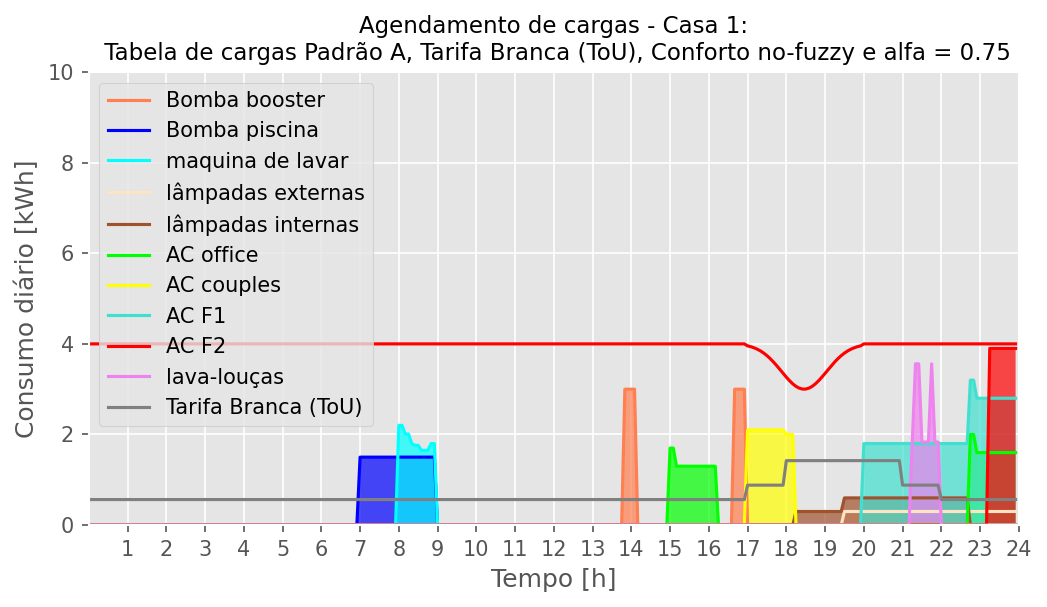 Agendamento de cargas - Casa 1:
Tabela de cargas Padrão A, Tarifa Branca (ToU), Conforto no-fuzzy e alfa = 0.75
Consumo diário [kWh]
10
8
6
4
2
0
Bomba booster
Bomba piscina
maquina de lavar
lâmpadas externas
lâmpadas internas
AC office
AC couples
AC F1
AC F2
lava-louças
Tarifa Branca (ToU)
1 2 3 4 5 6 7 8 9 10 11 12 13 14 15 16 17 18 19 20 21 22 23 24
Tempo [h]